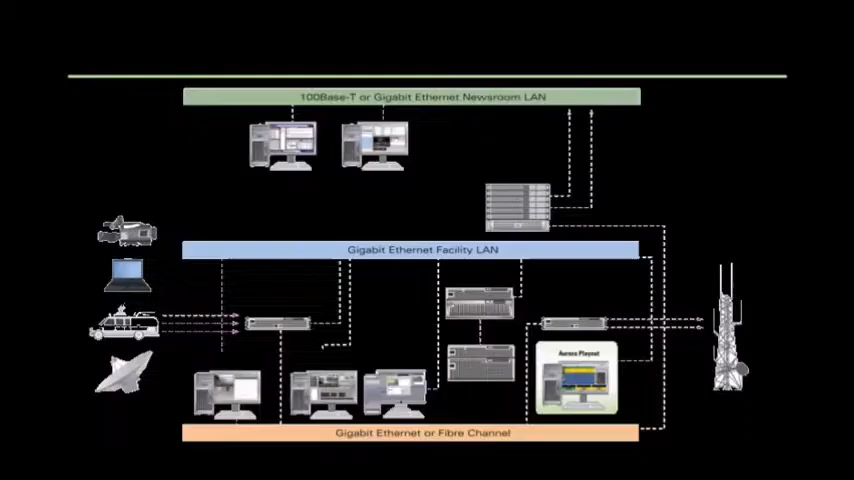 100Base-T or Gigabit Ethernet Newsroom LAN
Gigabit Ethernet Facility LAN
Aurora Playout
Gigabit Ethernet or Fibre Channel